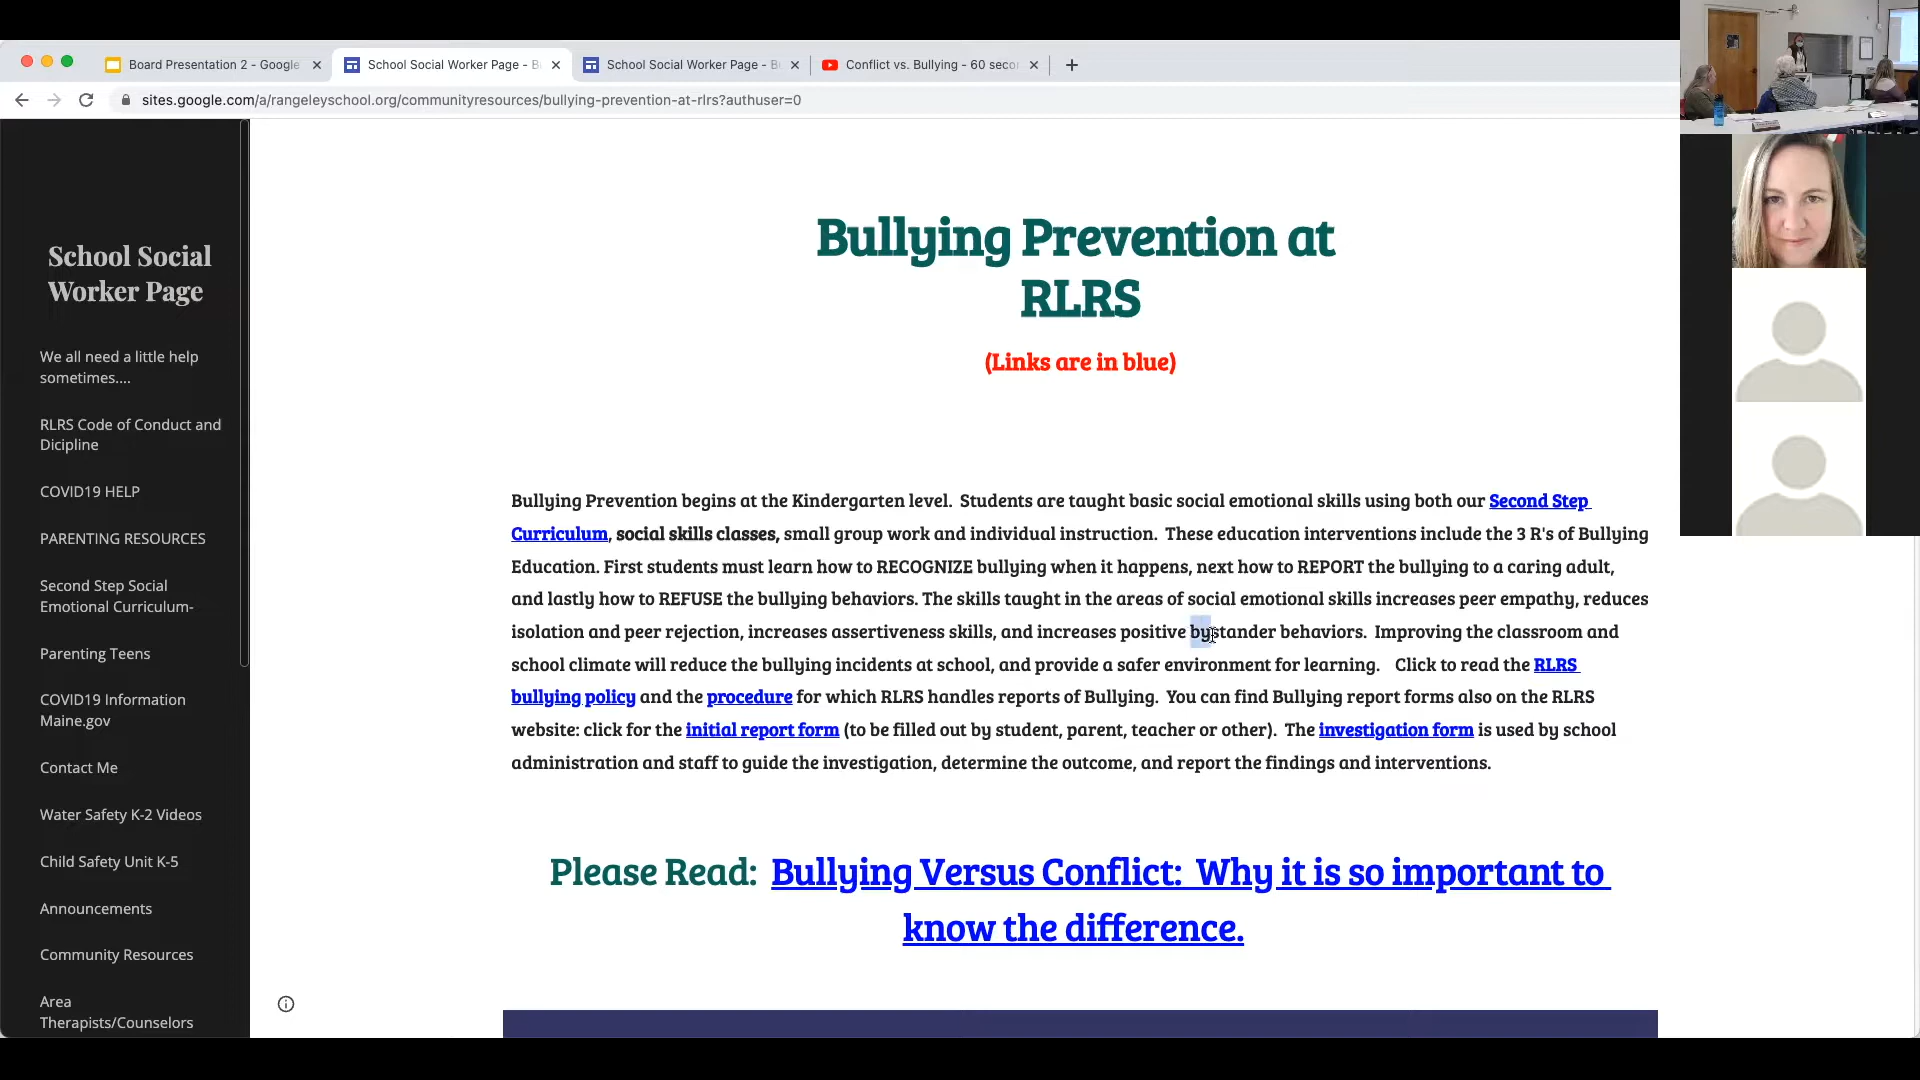 Board Presentation 2 - Google
School Social Worker Page - B
School Social Worker Page - B
Conflict vs. Bullying - 60 secon
sites.google.com/a/rangeleyschool.org/communityresources/bullying-prevention-at-rlrs?authuser=0
School Social
Worker Page
We all need a little help
sometimes....
RLRS Code of Conduct and
Dicipline
COVID19 HELP
PARENTING RESOURCES
Second Step Social
Emotional Curriculum-
Parenting Teens
COVID19 Information
Maine.gov
Contact Me
Water Safety K-2 Videos
Child Safety Unit K-5
Announcements
Community Resources
Area
Therapists/Counselors
Bullying Prevention at
RLRS
(Links are in blue)
Bullying Prevention begins at the Kindergarten level. Students are taught basic social emotional skills using both our Second Step
Curriculum, social skills classes, small group work and individual instruction. These education interventions include the 3 R's of Bullying
Education. First students must learn how to RECOGNIZE bullying when it happens, next how to REPORT the bullying to a caring adult,
and lastly how to REFUSE the bullying behaviors. The skills taught in the areas of social emotional skills increases peer empathy, reduces
isolation and peer rejection, increases assertiveness skills, and increases positive bystander behaviors. Improving the classroom and
school climate will reduce the bullying incidents at school, and provide a safer environment for learning. Click to read the RLRS
bullying policy and the procedure for which RLRS handles reports of Bullying. You can find Bullying report forms also on the RLRS
website: click for the initial report form (to be filled out by student, parent, teacher or other). The investigation form is used by school
administration and staff to guide the investigation, determine the outcome, and report the findings and interventions.
Please Read: Bullying Versus Conflict: Why it is so important to
know the difference.